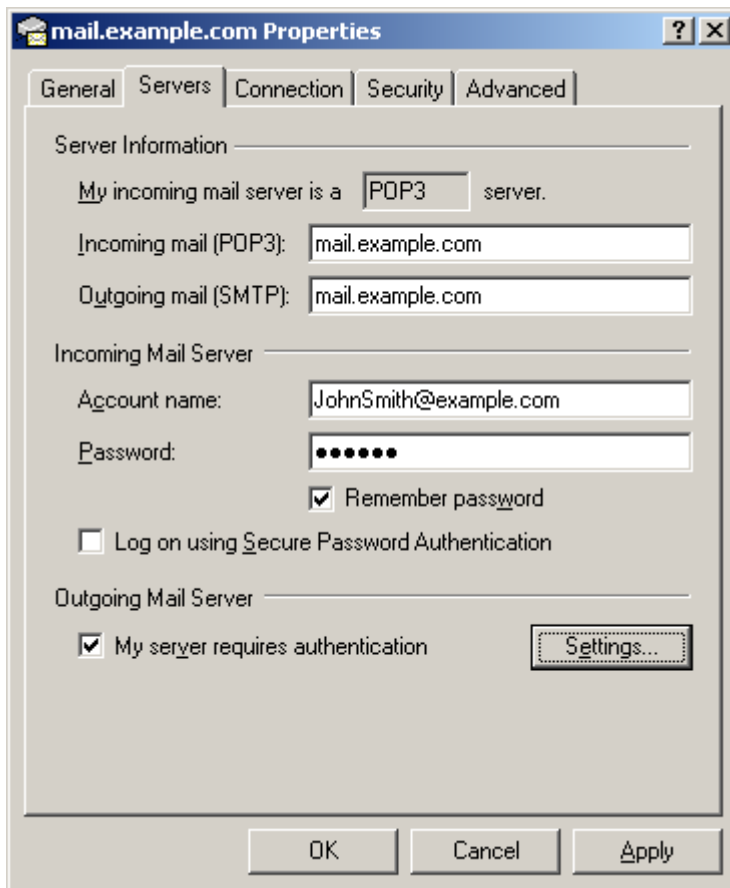 mail.example.com Properties
General Servers Connection Security Advanced
Server Information
My incoming mail server is a POP3 server.
Incoming mail (POP3): mail.example.com
Outgoing mail (SMTP): mail.example.com
Incoming Mail Server
Account name: JohnSmith@example.com
Password: ●●●●●●
Remember password
Log on using Secure Password Authentication
Outgoing Mail Server
My server requires authentication Settings...
OK Cancel Apply